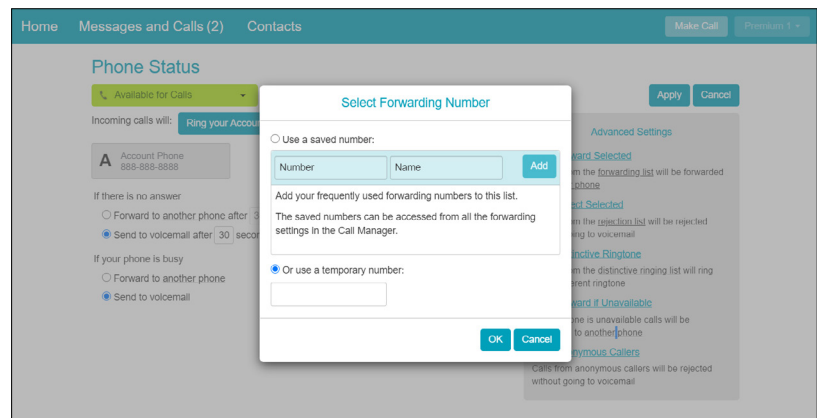 Home Messages and Calls (2) Contacts Make Call Premium 1
Phone Status
Available for Calls
Apply Cancel
Incoming calls will: Ring your Accou
A Account Phone
888-888-8888
If there is no answer
Forward to another phone after 3
Send to voicemail after 30 secon
If your phone is busy
Forward to another phone
Send to voicemail
Select Forwarding Number
Use a saved number:
Number Name Add
Add your frequently used forwarding numbers to this list.
The saved numbers can be accessed from all the forwarding
settings in the Call Manager.
Or use a temporary number:
OK Cancel
Advanced Settings
ward Selected
m the forwarding list will be forwarded
phone
ect Selected
m the rejection list will be rejected
ng to voicemail
inctive Ringtone
m the distinctive ringing list will ring
erent ringtone
ward if Unavailable
one is unavailable calls will be
to another phone
nymous Callers
Calls from anonymous callers will be rejected
without going to voicemail